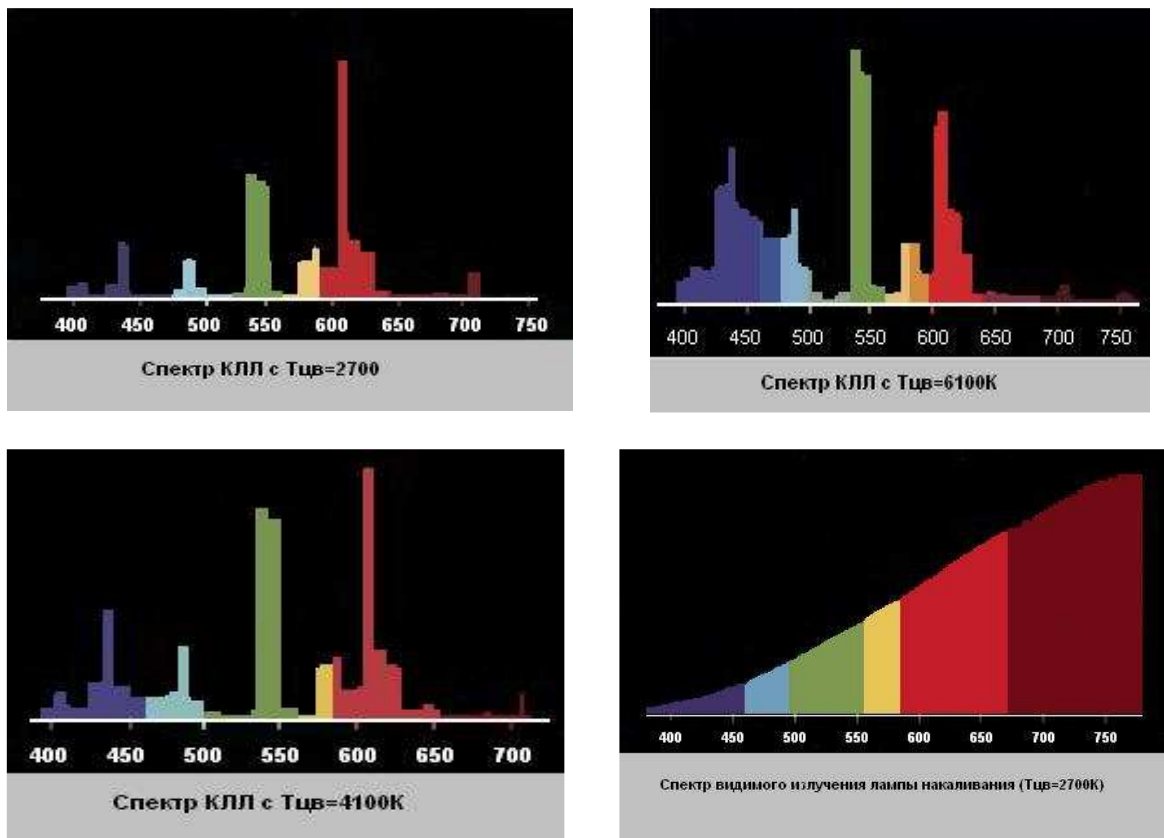 400 450 500 550 600 650 700 750
Спектр КЛЛ с Тцв=2700
400 450 500 550 600 650 700 750
Спектр КЛЛ с Тцв=6100К
400 450 500 550 600 650 700
Спектр КЛЛ с Тцв=4100К
400 450 500 550 600 650 700 750
Спектр видимого излучения лампы накаливания (Тцв=2700К)